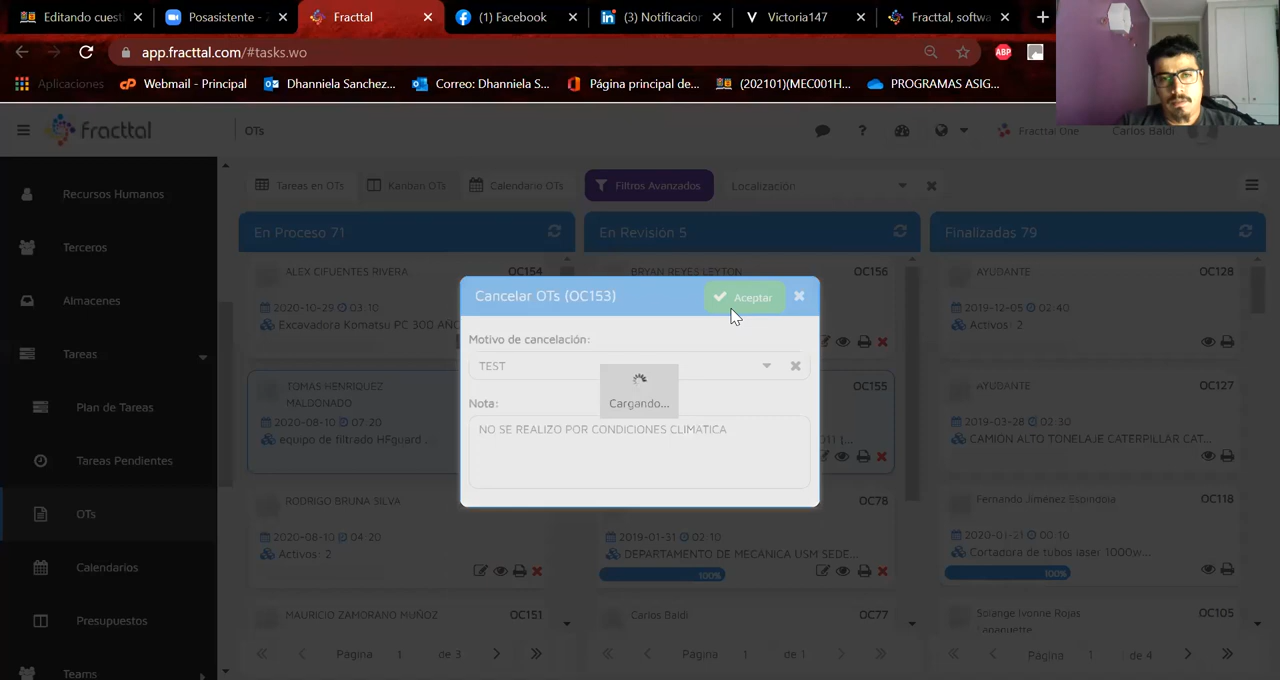 Editando cuesti
Posasistente - Z
Fracttal
(1) Facebook
(3) Notificacion
Victoria147
Fracttal, softwa
app.fracttal.com/#tasks.wo
ABP
Aplicaciones
Webmail - Principal
Dhanniela Sanchez...
Correo: Dhanniela S...
Página principal de...
(202101)(MEC001H...
PROGRAMAS ASIG...
fracttal
OTs
Fracttal One
Carlos Baldi
Recursos Humanos
Terceros
Almacenes
Tareas
Plan de Tareas
Tareas Pendientes
OTs
Calendarios
Presupuestos
Teams
Tareas en OTs
Kanban OTs
Calendario OTs
Filtros Avanzados
Localización
En Proceso 71
En Revisión 5
Finalizadas 79
ALEX CIFUENTES RIVERA
OC154
2020-10-29 03:10
Excavadora Komatsu PC 300 AÑO
TOMAS HENRIQUEZ
MALDONADO
2020-08-10 07:20
equipo de filtrado HFguard .
RODRIGO BRUNA SILVA
2020-08-10 04:20
Activos: 2
MAURICIO ZAMORANO MUÑOZ
OC151
Página 1 de 3
BRYAN REYES LEYTON
OC156
OC155
OC78
2019-01-31 02:10
DEPARTAMENTO DE MECANICA USM SEDE...
100%
Carlos Baldi
OC77
Página 1 de 1
AYUDANTE
OC128
2019-12-05 02:40
Activos: 2
AYUDANTE
OC127
2019-03-28 02:30
CAMION ALTO TONELAJE CATERPILLAR CAT...
Fernando Jiménez Espindola
OC118
2020-01-21 00:10
Cortadora de tubos laser 1000w...
100%
Solange Ivonne Rojas
OC105
Página 1 de 4
Cancelar OTs (OC153)
Aceptar
Motivo de cancelación:
TEST
Cargando...
Nota:
NO SE REALIZO POR CONDICIONES CLIMATICA